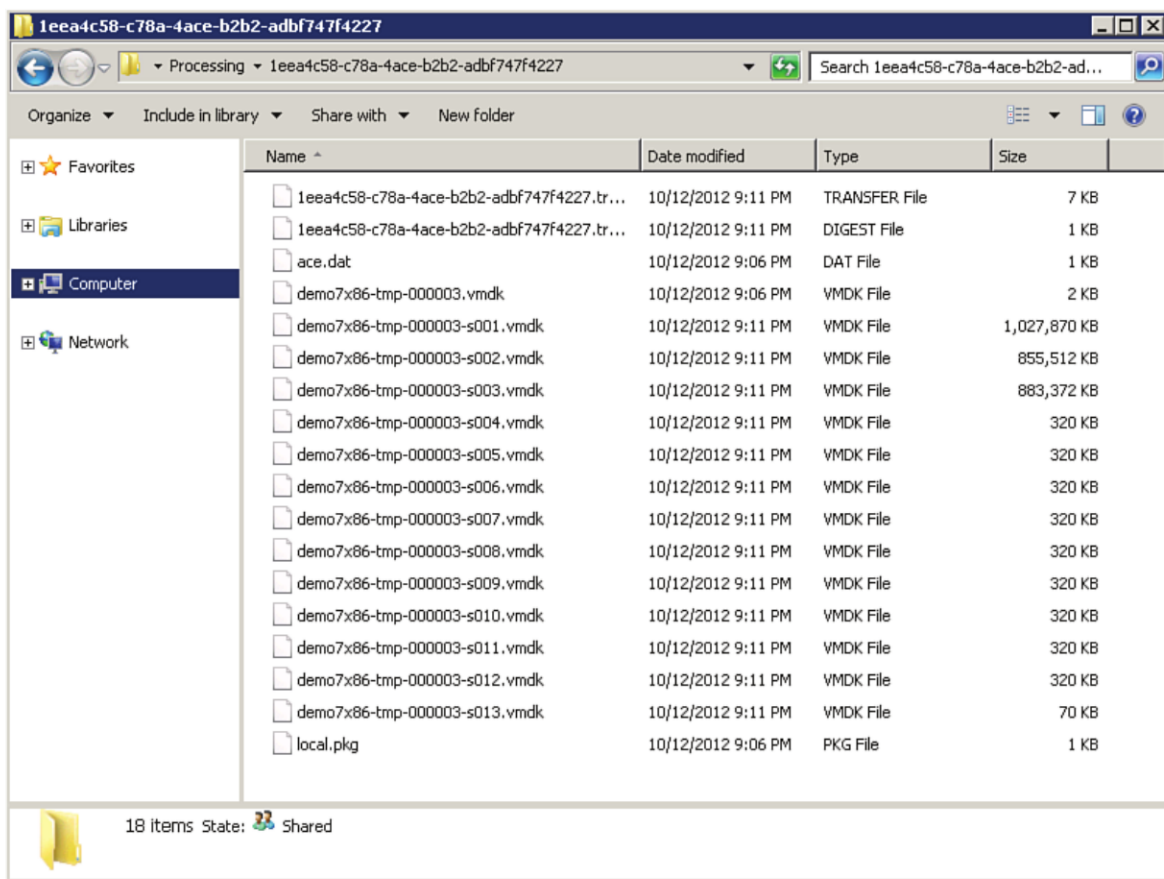 1eea4c58-c78a-4ace-b2b2-adbf747f4227
Processing 1eea4c58-c78a-4ace-b2b2-adbf747f4227 Search 1eea4c58-c78a-4ace-b2b2-ad...
Organize Include in library Share with New folder
Favorites
Libraries
Computer
Network
Name Date modified Type Size
1eea4c58-c78a-4ace-b2b2-adbf747f4227.tr... 10/12/2012 9:11 PM TRANSFER File 7 KB
1eea4c58-c78a-4ace-b2b2-adbf747f4227.tr... 10/12/2012 9:11 PM DIGEST File 1 KB
ace.dat 10/12/2012 9:06 PM DAT File 1 KB
demo7x86-tmp-000003.vmdk 10/12/2012 9:06 PM VMDK File 2 KB
demo7x86-tmp-000003-s001.vmdk 10/12/2012 9:11 PM VMDK File 1,027,870 KB
demo7x86-tmp-000003-s002.vmdk 10/12/2012 9:11 PM VMDK File 855,512 KB
demo7x86-tmp-000003-s003.vmdk 10/12/2012 9:11 PM VMDK File 883,372 KB
demo7x86-tmp-000003-s004.vmdk 10/12/2012 9:11 PM VMDK File 320 KB
demo7x86-tmp-000003-s005.vmdk 10/12/2012 9:11 PM VMDK File 320 KB
demo7x86-tmp-000003-s006.vmdk 10/12/2012 9:11 PM VMDK File 320 KB
demo7x86-tmp-000003-s007.vmdk 10/12/2012 9:11 PM VMDK File 320 KB
demo7x86-tmp-000003-s008.vmdk 10/12/2012 9:11 PM VMDK File 320 KB
demo7x86-tmp-000003-s009.vmdk 10/12/2012 9:11 PM VMDK File 320 KB
demo7x86-tmp-000003-s010.vmdk 10/12/2012 9:11 PM VMDK File 320 KB
demo7x86-tmp-000003-s011.vmdk 10/12/2012 9:11 PM VMDK File 320 KB
demo7x86-tmp-000003-s012.vmdk 10/12/2012 9:11 PM VMDK File 320 KB
demo7x86-tmp-000003-s013.vmdk 10/12/2012 9:11 PM VMDK File 70 KB
local.pkg 10/12/2012 9:06 PM PKG File 1 KB
18 items State: Shared